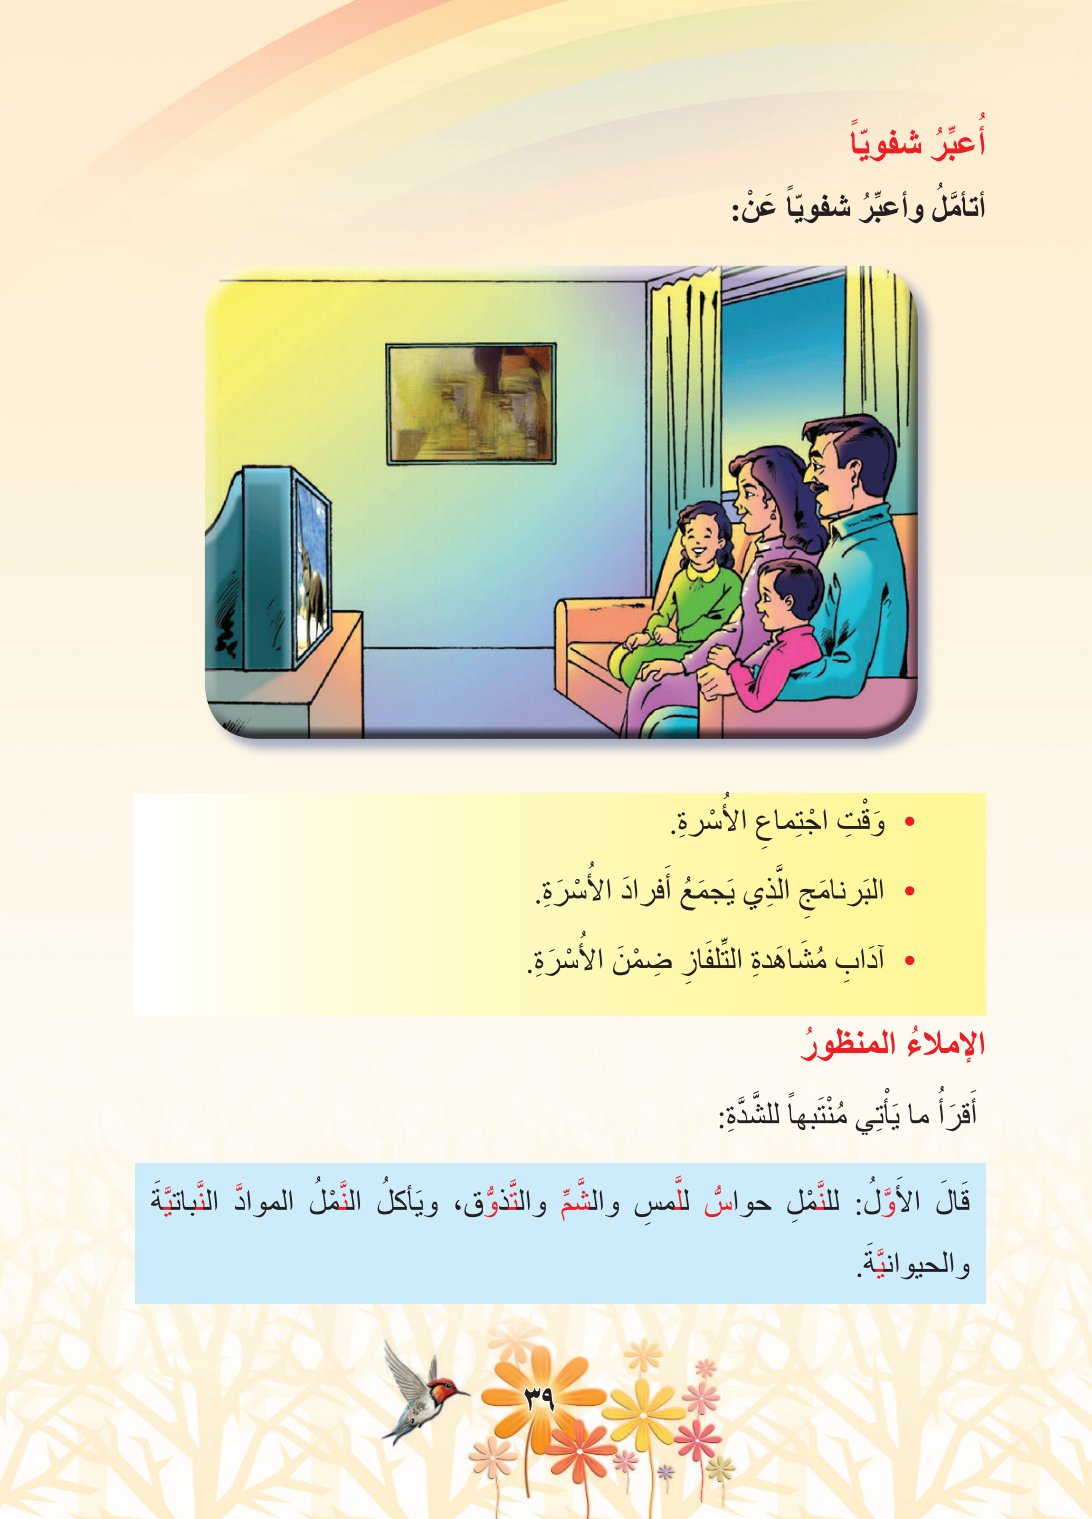 أُعبِّرُ شفويّاً
أتأمَّلُ وأعبِّرُ شفويّاً عَنْ:
• وَقْتِ اجْتِماعِ الأُسْرةِ.
• البَرنامَجِ الَّذِي يَجمَعُ أَفرادَ الأُسْرَةِ.
• آدَابِ مُشَاهَدةِ التِّلفَازِ ضِمْنَ الأُسْرَةِ.
الإملاءُ المنظورُ
أَقرَأُ ما يَأْتِي مُنْتَبهاً للشَّدَّةِ:
قَالَ الأَوَّلُ: للنَّمْلِ حواسُّ للَّمسِ والشَّمِّ والتَّذوُّق، ويَأكلُ النَّمْلُ الموادَّ النَّباتيَّةَ
والحيوانيَّةَ.
٣٩